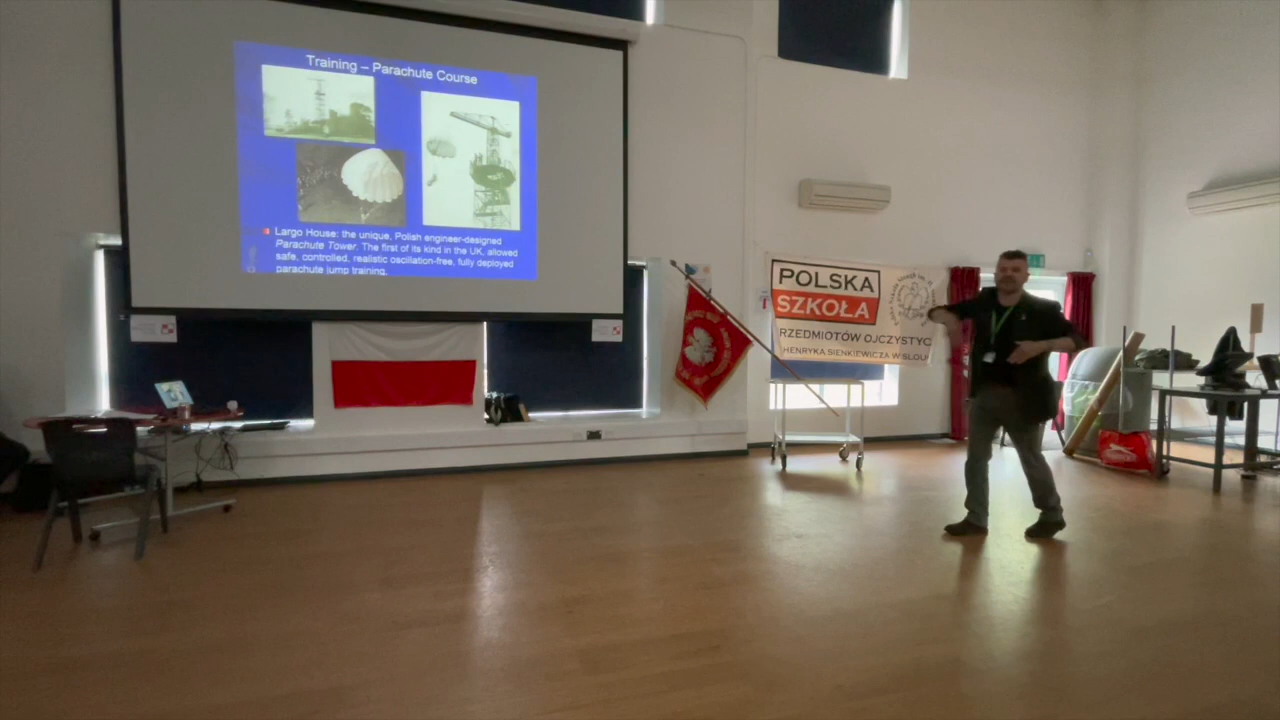 Training – Parachute Course
Largo House: the unique, Polish engineer-designed
Parachute Tower. The first of its kind in the UK, allowed
safe, controlled, realistic oscillation-free, fully deployed
parachute jump training.
POLSKA
SZKOŁA
RZEDMIOTÓW OJCZYSTYC
HENRYKA SIENKIEWICZA W SLOU